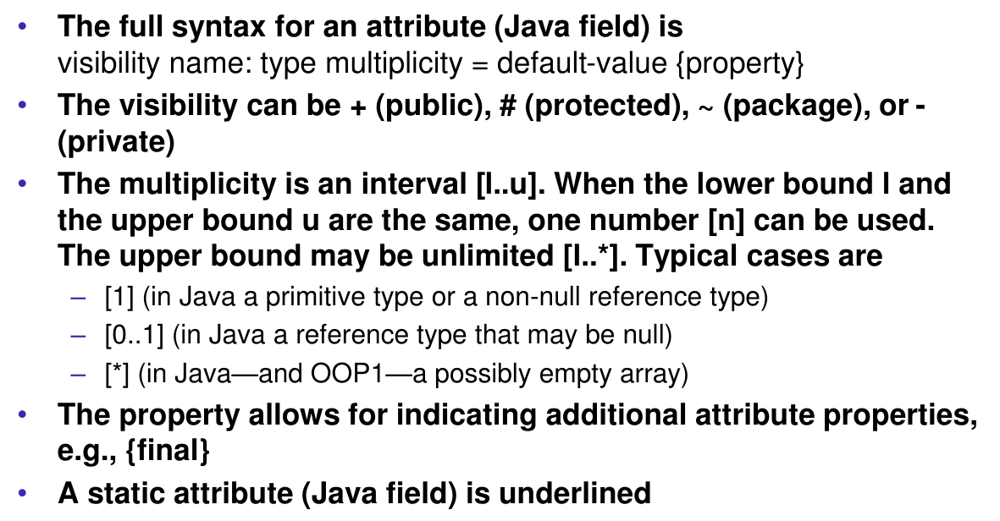 • The full syntax for an attribute (Java field) is
visibility name: type multiplicity = default-value {property}
• The visibility can be + (public), # (protected), ~ (package), or -
(private)
• The multiplicity is an interval [l..u]. When the lower bound l and
the upper bound u are the same, one number [n] can be used.
The upper bound may be unlimited [l..*]. Typical cases are
– [1] (in Java a primitive type or a non-null reference type)
– [0..1] (in Java a reference type that may be null)
– [*] (in Java—and OOP1—a possibly empty array)
• The property allows for indicating additional attribute properties,
e.g., {final}
• A static attribute (Java field) is underlined